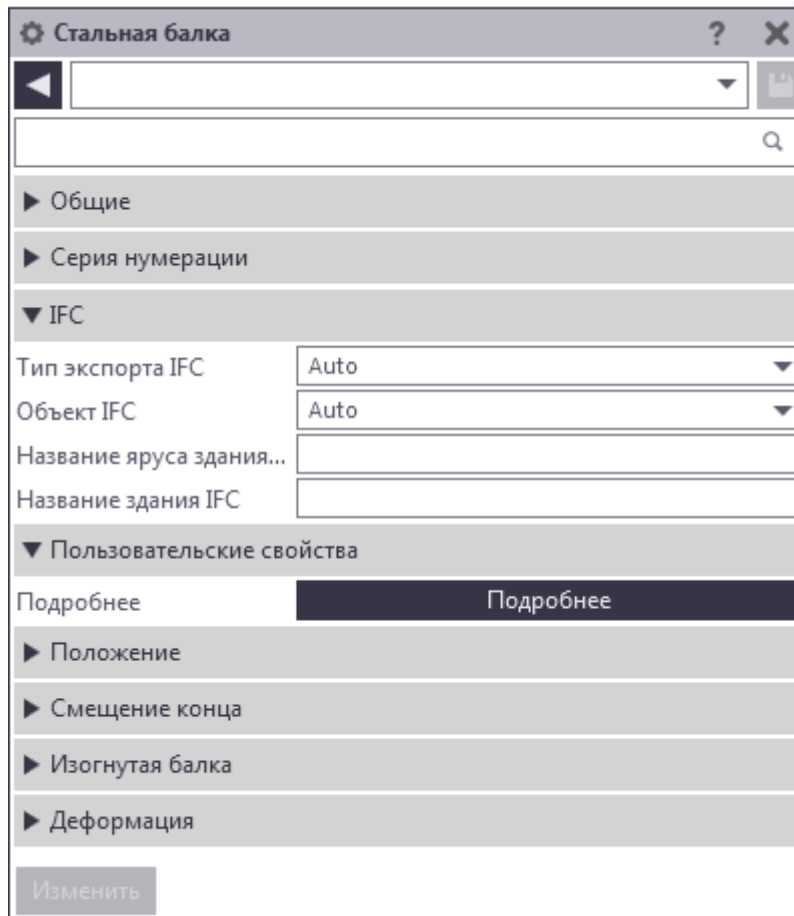 Стальная балка ?
Общие
Серия нумерации
IFC
Тип экспорта IFC Auto
Объект IFC Auto
Название яруса здания...
Название здания IFC
Пользовательские свойства
Подробнее Подробнее
Положение
Смещение конца
Изогнутая балка
Деформация
Изменить